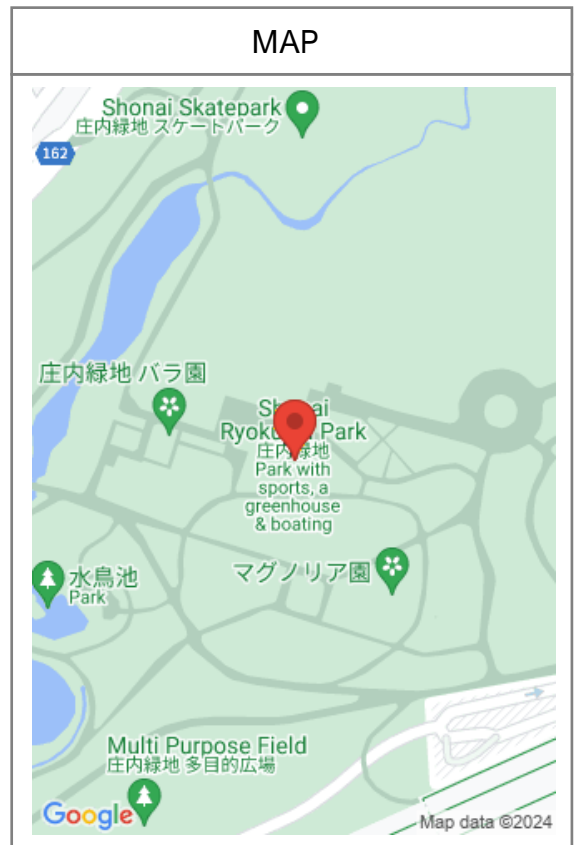 MAP
Shonai Skatepark
庄内緑地 スケートパーク
162
庄内緑地 バラ園
Park
庄内緑地
Park with
sports, a
greenhouse
& boating
マグノリア園
水鳥池
Park
Multi Purpose Field
庄内緑地 多目的広場
Google
Map data ©2024